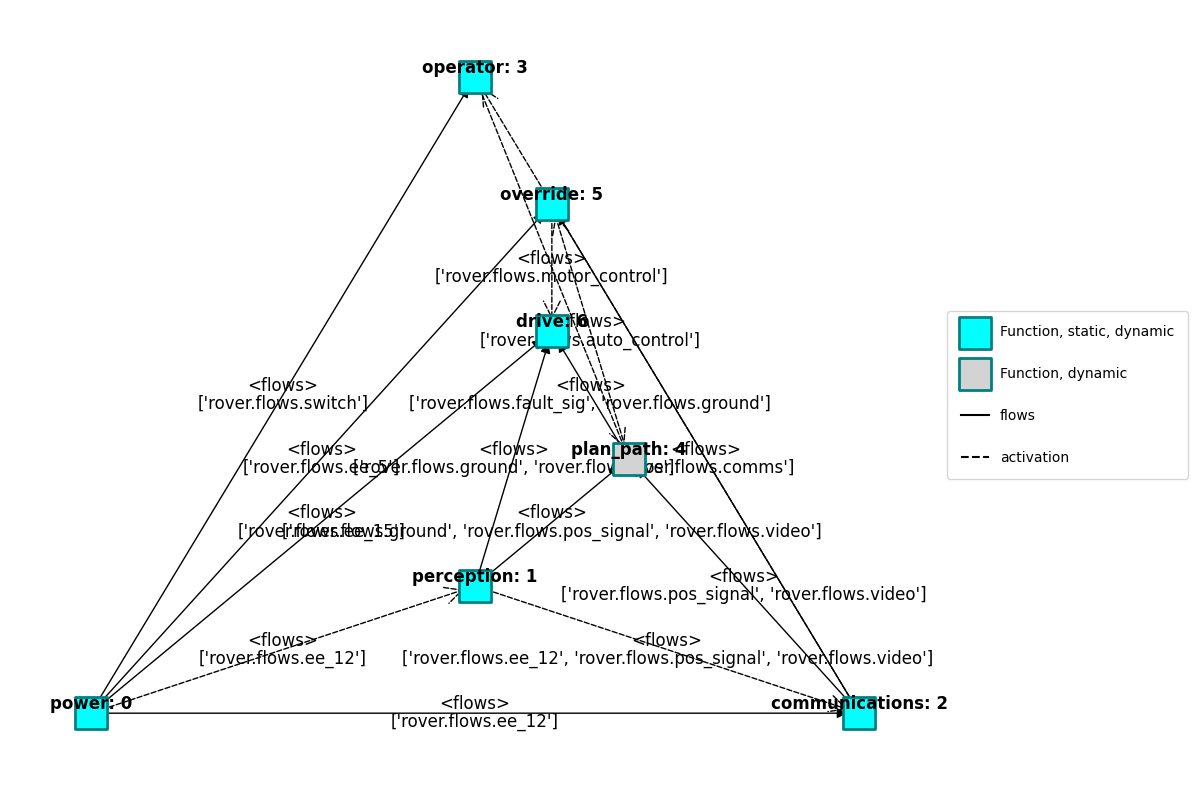 operator: 3
override: 5
<flows>
['rover.flows.motor_control']
drive: 6
['rover.flows.auto_control']
<flows>
['rover.flows.switch']
<flows>
['rover.flows.fault_sig', 'rover.flows.ground']
plan_path: 4
<flows>
['rover.flows.ee_5']
<flows>
['rover.flows.ground',
<flows>
['rover.flows.comms']
<flows>
['rover.flows.ee_15']
<flows>
['rover.flows.ground', 'rover.flows.pos_signal', 'rover.flows.video']
perception: 1
<flows>
['rover.flows.pos_signal', 'rover.flows.video']
<flows>
['rover.flows.ee_12']
<flows>
['rover.flows.ee_12', 'rover.flows.pos_signal', 'rover.flows.video']
power: 0
<flows>
['rover.flows.ee_12']
communications: 2
Function, static, dynamic
Function, dynamic
flows
activation